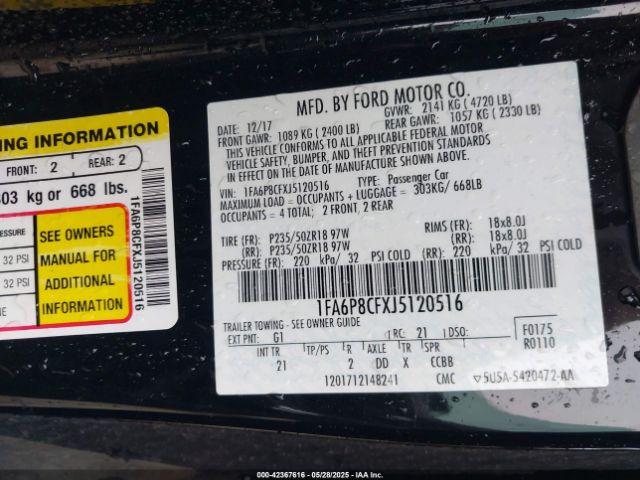 RING INFORMATION
FRONT: 2 REAR: 2
303 kg or 668 lbs.
PRESSURE
32 PSI
32 PSI
SEE OWNERS
MANUAL FOR
ADDITIONAL
INFORMATION
1FA6P8CFXJ5120516
MFD. BY FORD MOTOR CO.
DATE: 12/17 GVWR: 2141 KG (4720 LB)
FRONT GAWR: 1089 KG (2400 LB) REAR GAWR: 1057 KG (2330 LB)
THIS VEHICLE CONFORMS TO ALL APPLICABLE FEDERAL MOTOR
VEHICLE SAFETY, BUMPER, AND THEFT PREVENTION STANDARDS
IN EFFECT ON THE DATE OF MANUFACTURE SHOWN ABOVE.
VIN: 1FA6P8CFXJ5120516 TYPE: Passenger Car
MAXIMUM LOAD = OCCUPANTS + LUGGAGE = 303KG/668LB
OCCUPANTS = 4 TOTAL; 2 FRONT, 2 REAR
TIRE (FR): P235/50ZR18 97W RIMS (FR): 18x8.0J
(RR): P235/50ZR18 97W (RR): 18x8.0J
PRESSURE (FR): 220 kPa/ 32 PSI COLD (RR): 220 kPa/ 32 PSI COLD
1FA6P8CFXJ5120516
TRAILER TOWING - SEE OWNER GUIDE
EXT PNT: G1 RC: 21 DSO: F0175
INT TR TP/PS R AXLE TR SPR R0110
21 2 DD X CCBB
1201712148241 CMC 5U5A-5420472-AA
00-42367616 - 05/28/2025 - IAAI.COM